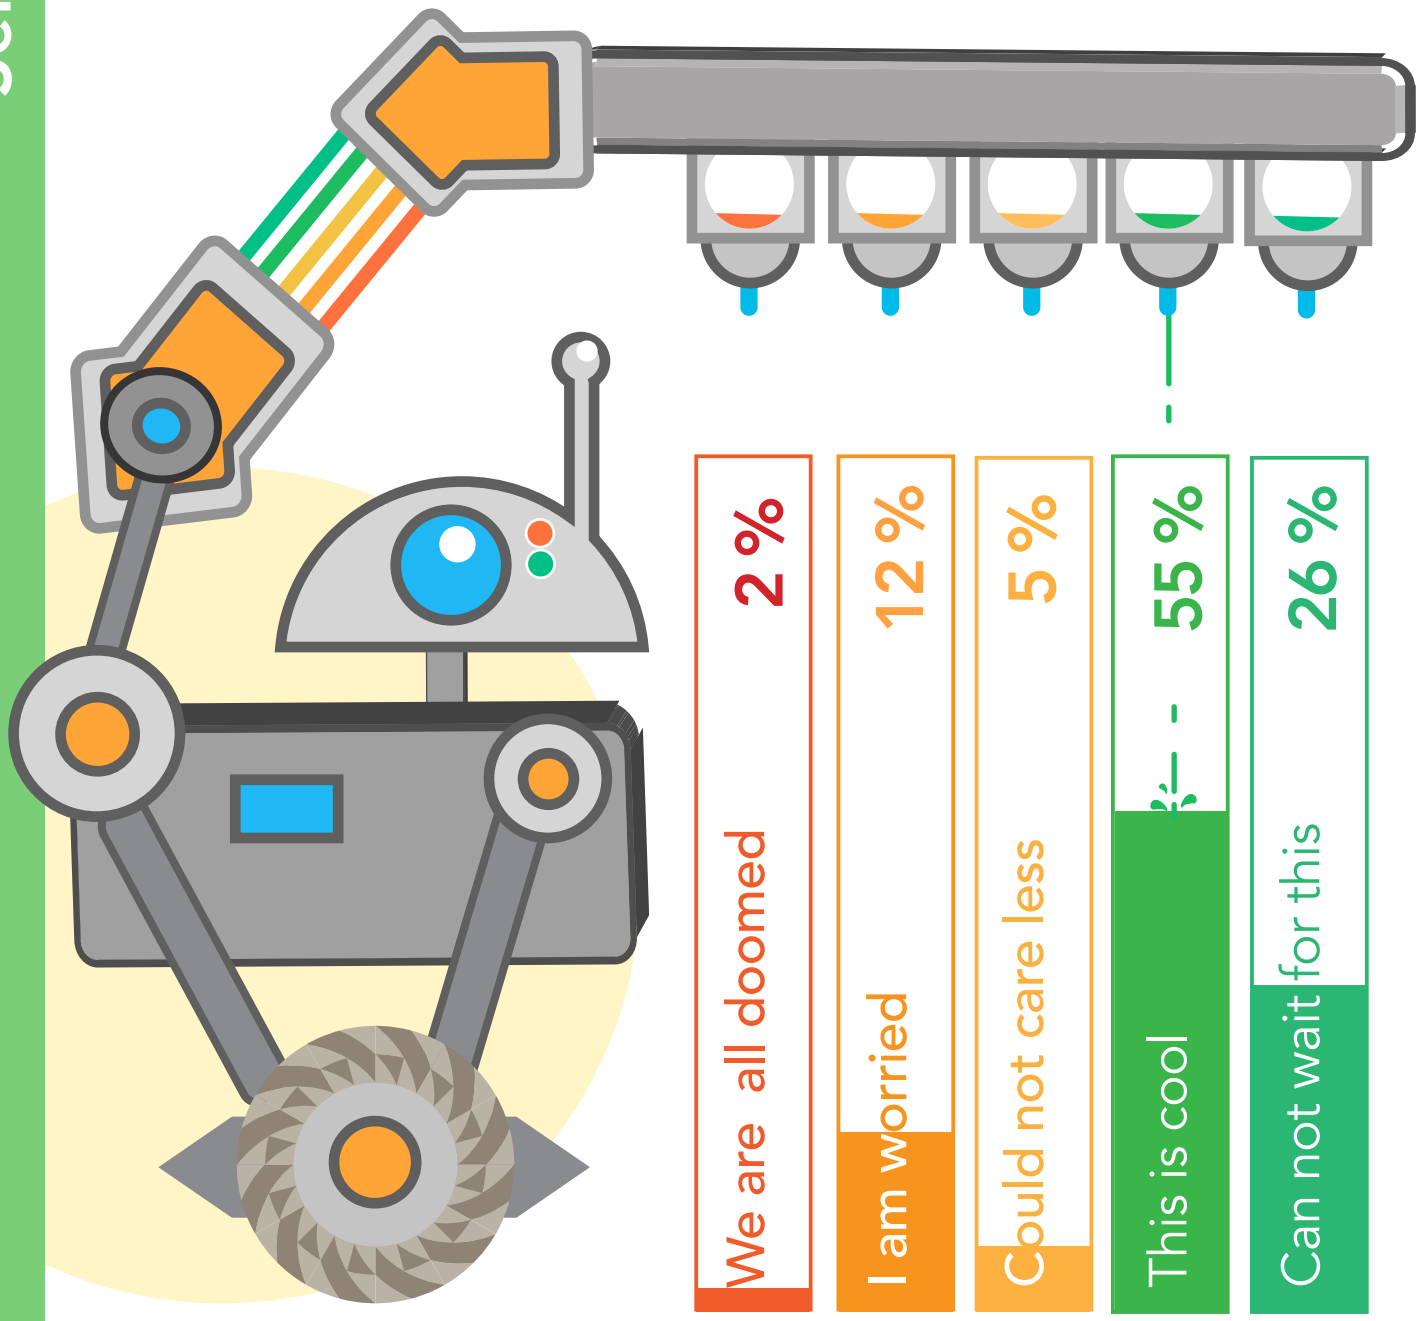 2 %
We are all doomed
12 %
I am worried
5 %
Could not care less
55 %
This is cool
26 %
Can not wait for this